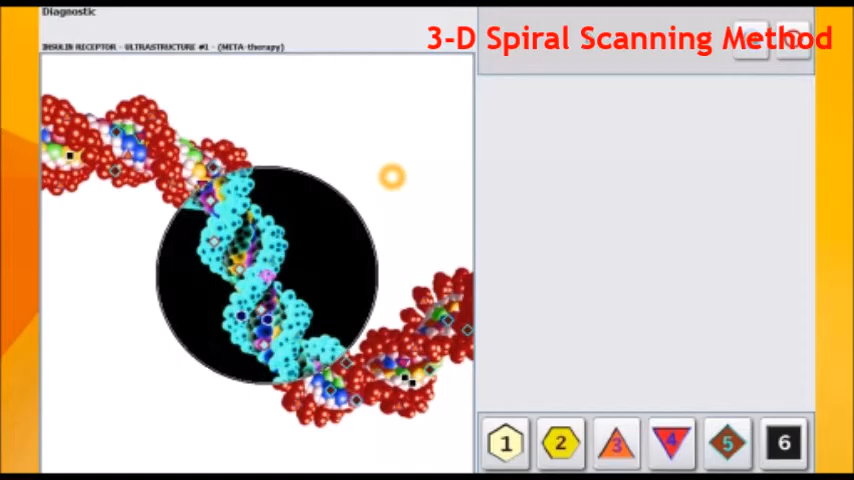 Diagnostic
3-D Spiral Scanning Method
INSULIN RECEPTOR - ULTRASTRUCTURE #1 - (META-therapy)
1 2 3 4 5 6